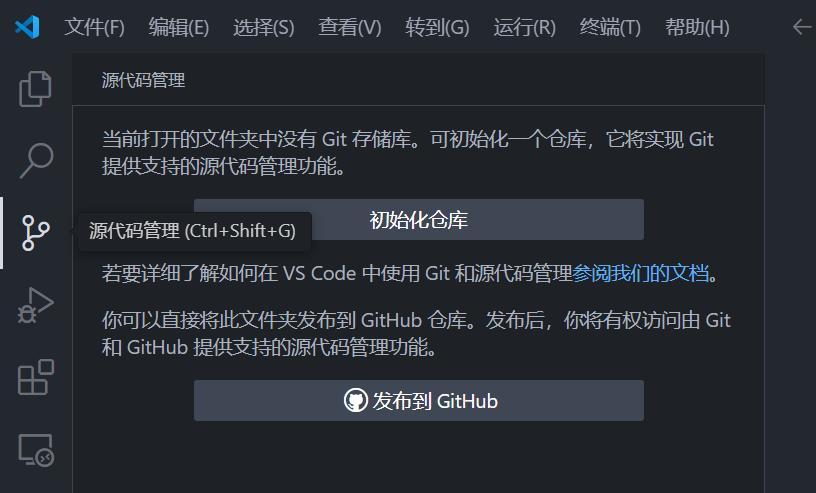 文件(F) 编辑(E) 选择(S) 查看(V) 转到(G) 运行(R) 终端(T) 帮助(H)
源代码管理
当前打开的文件夹中没有 Git 存储库。可初始化一个仓库，它将实现 Git
提供支持的源代码管理功能。
初始化仓库
源代码管理 (Ctrl+Shift+G)
若要详细了解如何在 VS Code 中使用 Git 和源代码管理参阅我们的文档。
你可以直接将此文件夹发布到 GitHub 仓库。发布后，你将有权访问由 Git
和 GitHub 提供支持的源代码管理功能。
发布到 GitHub